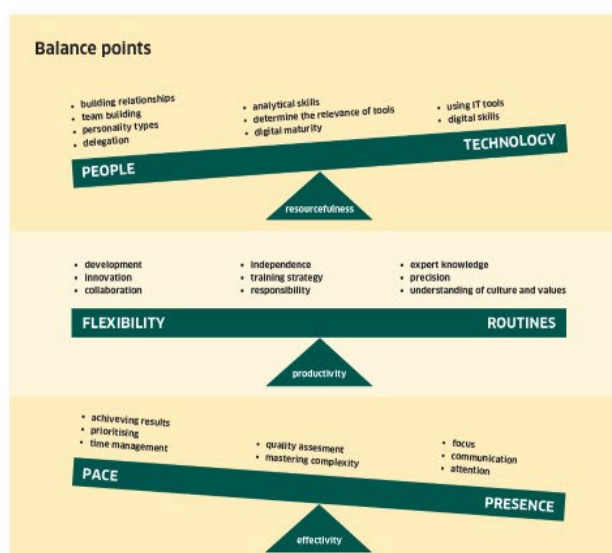 Balance points
• building relationships
• team building
• personality types
• delegation
• analytical skills
• determine the relevance of tools
• digital maturity
• using IT tools
• digital skills
PEOPLE
TECHNOLOGY
resourcefulness
• development
• innovation
• collaboration
• independence
• training strategy
• responsibility
• expert knowledge
• precision
• understanding of culture and values
FLEXIBILITY
ROUTINES
productivity
• achieveving results
• prioritising
• time management
• quality assesment
• mastering complexity
• focus
• communication
• attention
PACE
PRESENCE
effectivity